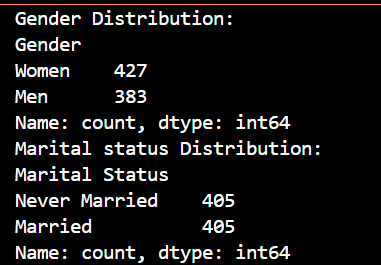 Gender Distribution:
Gender
Women    427
Men      383
Name: count, dtype: int64
Marital status Distribution:
Marital Status
Never Married    405
Married          405
Name: count, dtype: int64